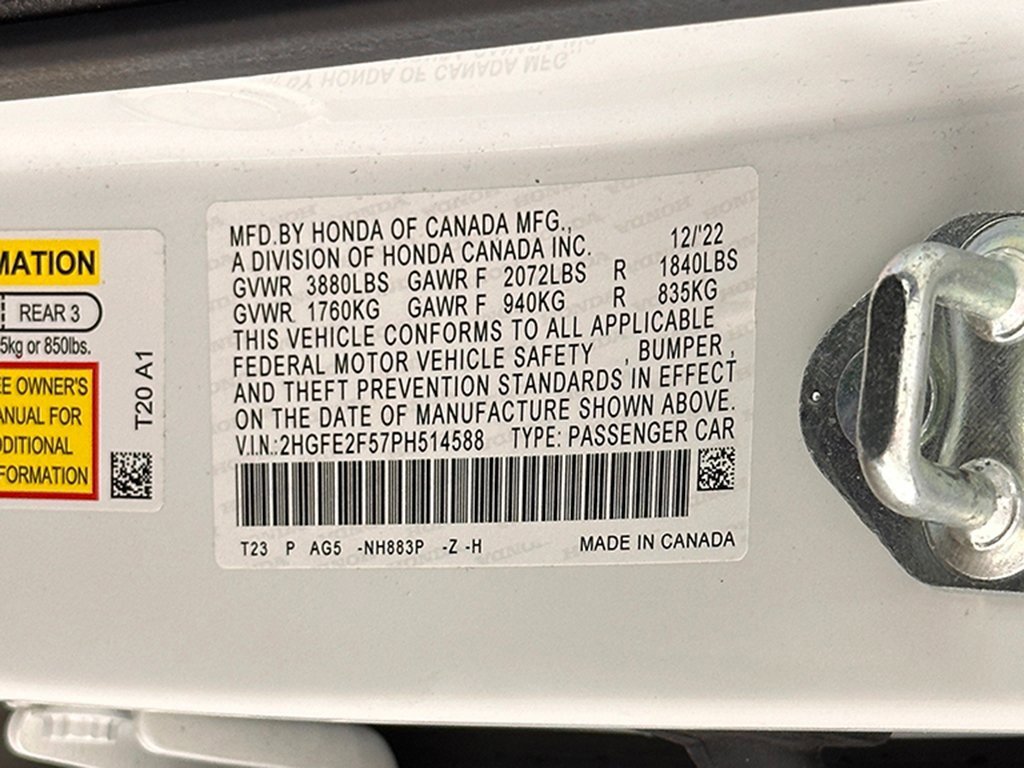 MATION
REAR 3
5kg or 850lbs.
EE OWNER'S
ANUAL FOR
DDITIONAL
FORMATION
T20 A1
MFD.BY HONDA OF CANADA MFG.,
A DIVISION OF HONDA CANADA INC. 12/'22
GVWR 3880LBS GAWR F 2072LBS R 1840LBS
GVWR 1760KG GAWR F 940KG R 835KG
THIS VEHICLE CONFORMS TO ALL APPLICABLE
FEDERAL MOTOR VEHICLE SAFETY , BUMPER ,
AND THEFT PREVENTION STANDARDS IN EFFECT
ON THE DATE OF MANUFACTURE SHOWN ABOVE.
V.I.N.:2HGFE2F57PH514588 TYPE: PASSENGER CAR
T23 P AG5 -NH883P -Z -H MADE IN CANADA